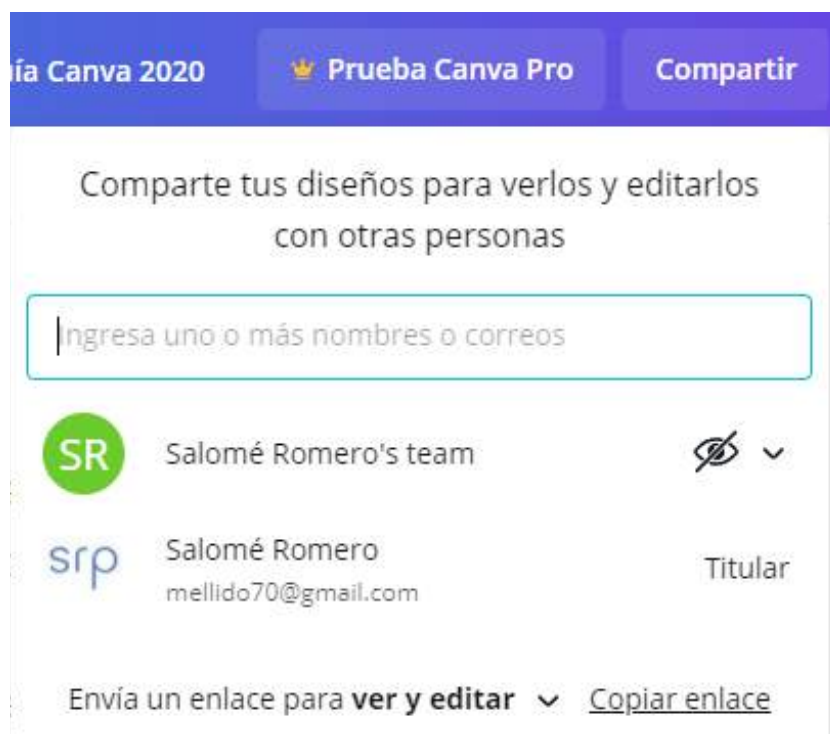 ía Canva 2020 Prueba Canva Pro Compartir
Comparte tus diseños para verlos y editarlos
con otras personas
Ingresa uno o más nombres o correos
SR Salomé Romero's team
srp Salomé Romero Titular
mellido70@gmail.com
Envía un enlace para ver y editar Copiar enlace